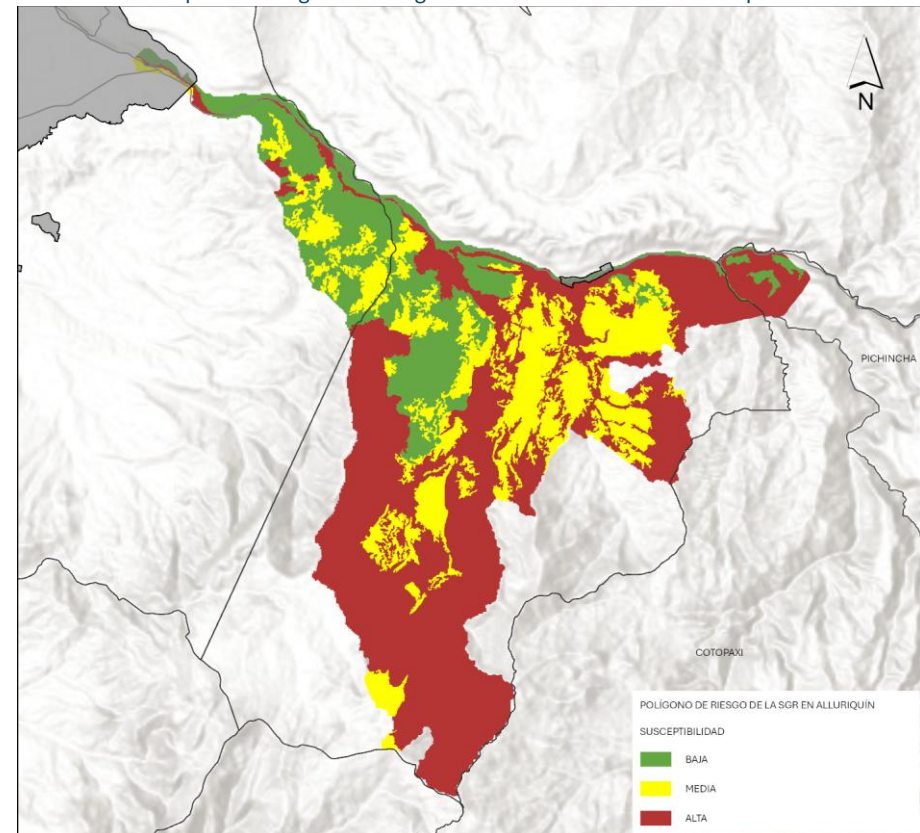 N
PICHINCHA
COTOPAXI
POLÍGONO DE RIESGO DE LA SGR EN ALLURIQUÍN
SUSCEPTIBILIDAD
BAJA
MEDIA
ALTA